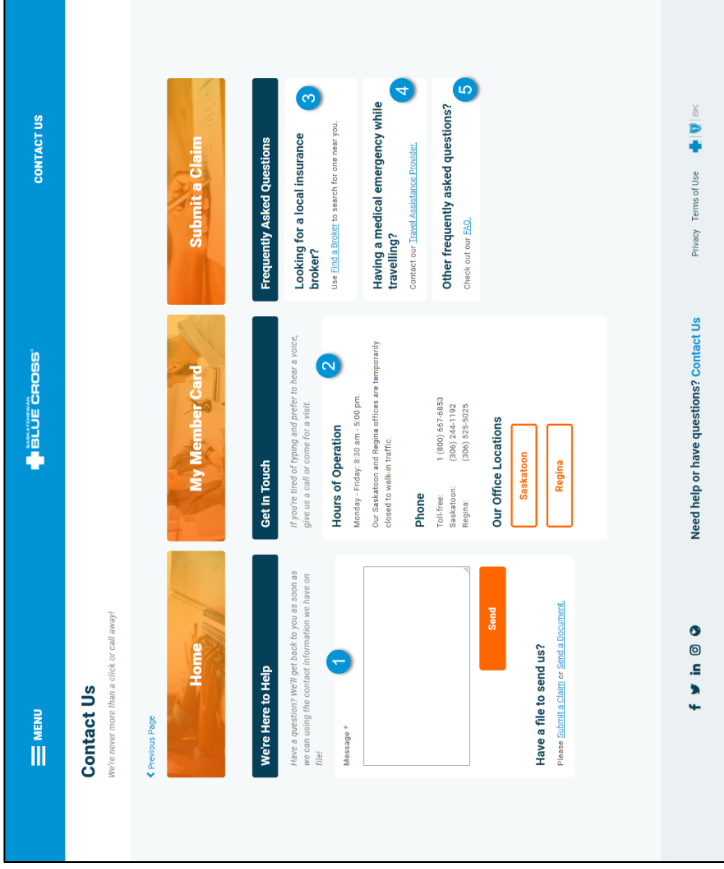 MENU
SASKATCHEWAN
BLUE CROSS
CONTACT US
Contact Us
We're never more than a click or call away!
Previous Page
Home
My Member Card
Submit a Claim
We're Here to Help
Have a question? We'll get back to you as soon as
we can using the contact information we have on
file!
1
Message *
Send
Have a file to send us?
Please Submit a Claim or Send a Document.
Get In Touch
If you're tired of typing and prefer to hear a voice,
give us a call or come for a visit.
2
Hours of Operation
Monday - Friday: 8:30 am - 5:00 pm.
Our Saskatoon and Regina offices are temporarily
closed to walk-in traffic.
Phone
Toll-free: 1 (800) 667-6853
Saskatoon: (306) 244-1192
Regina: (306) 525-5025
Our Office Locations
Saskatoon
Regina
Frequently Asked Questions
Looking for a local insurance
broker?
3
Use Find a Broker to search for one near you.
Having a medical emergency while
travelling?
4
Contact our Travel Assistance Provider.
Other frequently asked questions?
5
Check out our FAQ.
Need help or have questions? Contact Us
Privacy Terms of Use
SK